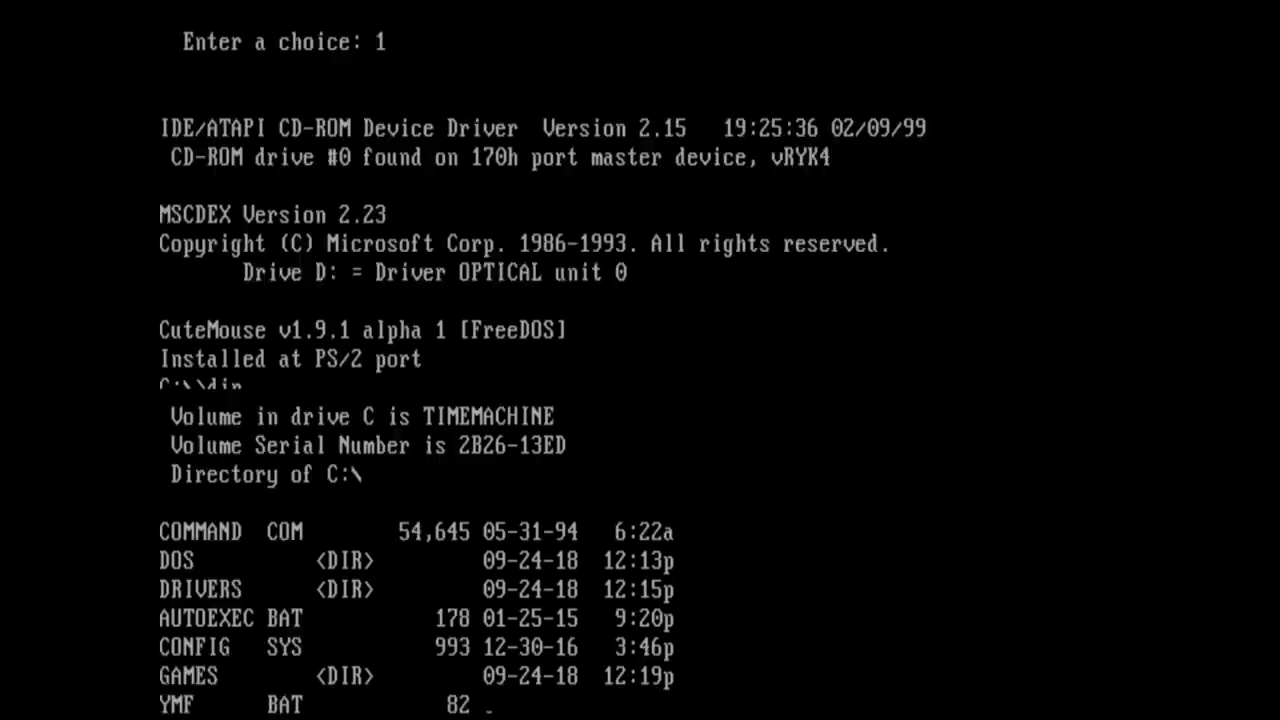 Enter a choice: 1
IDE/ATAPI CD-ROM Device Driver  Version 2.15   19:25:36 02/09/99
CD-ROM drive #0 found on 170h port master device, vRYK4
MSCDEX Version 2.23
Copyright (C) Microsoft Corp. 1986-1993. All rights reserved.
Drive D: = Driver OPTICAL unit 0
CuteMouse v1.9.1 alpha 1 [FreeDOS]
Installed at PS/2 port
C:\>dir
Volume in drive C is TIMEMACHINE
Volume Serial Number is 2B26-13ED
Directory of C:\
COMMAND  COM        54,645 05-31-94   6:22a
DOS          <DIR>         09-24-18  12:13p
DRIVERS      <DIR>         09-24-18  12:15p
AUTOEXEC BAT           178 01-25-15   9:20p
CONFIG   SYS           993 12-30-16   3:46p
GAMES        <DIR>         09-24-18  12:19p
YMF      BAT            82